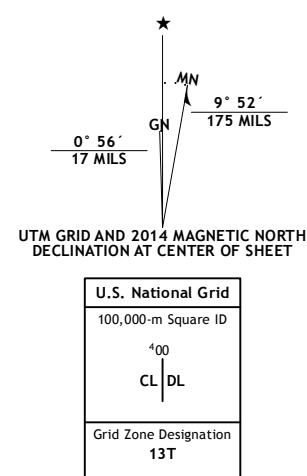 MN
GN
9° 52´
175 MILS
0° 56´
17 MILS
UTM GRID AND 2014 MAGNETIC NORTH
DECLINATION AT CENTER OF SHEET
U.S. National Grid
100,000-m Square ID
⁴00
CL DL
Grid Zone Designation
13T